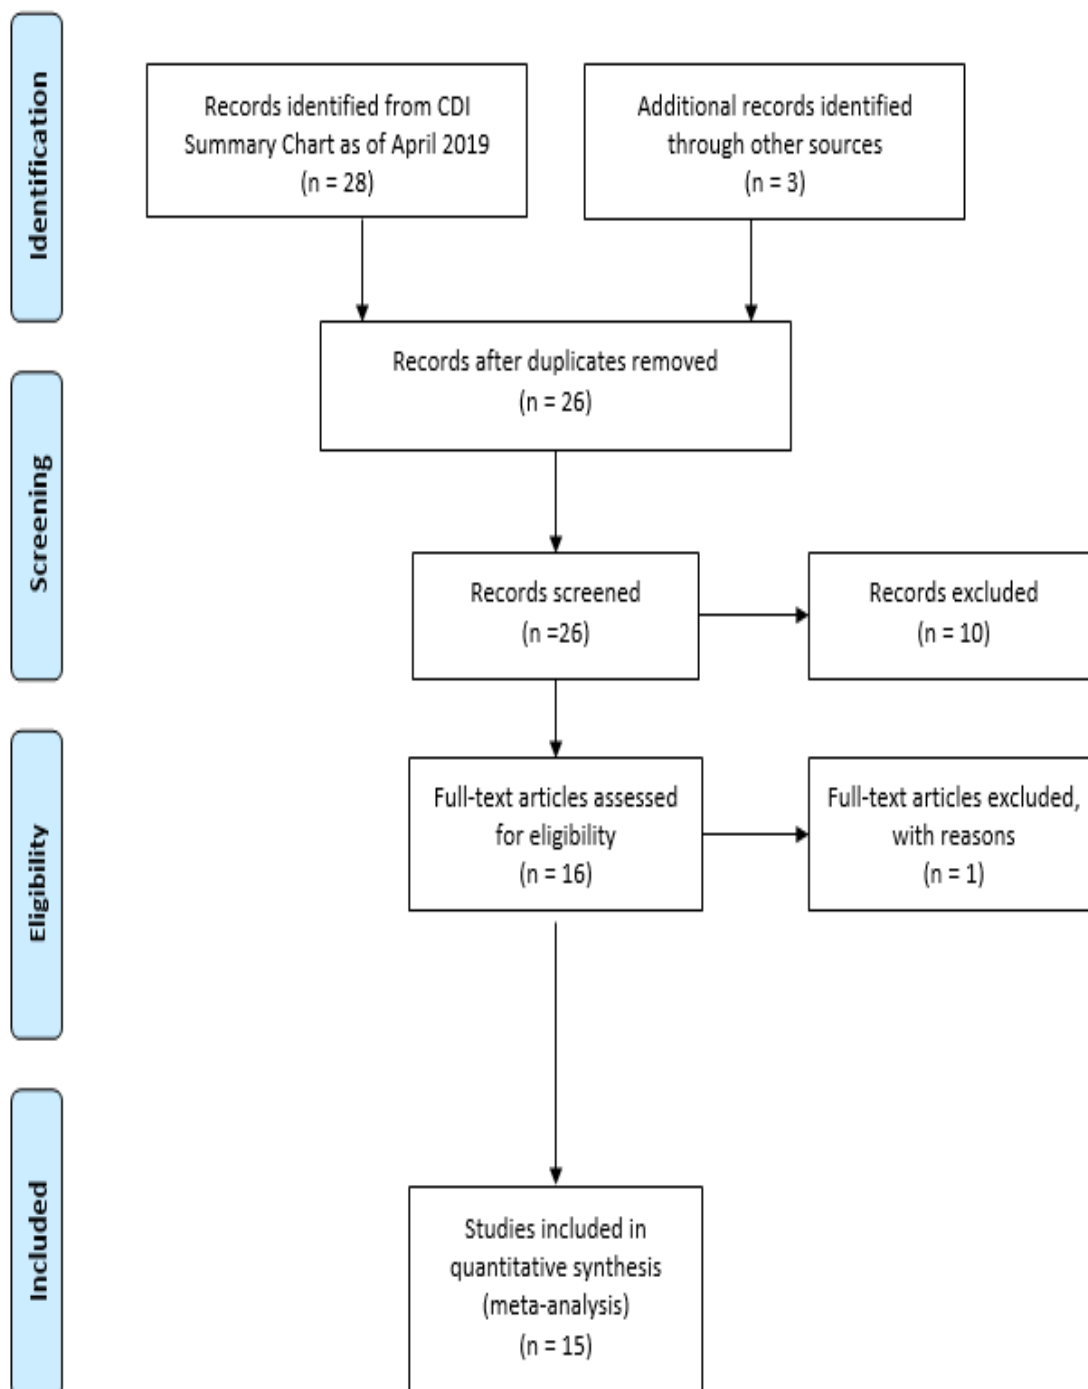 Identification
Records identified from CDI
Summary Chart as of April 2019
(n = 28)
Additional records identified
through other sources
(n = 3)
Records after duplicates removed
(n = 26)
Screening
Records screened
(n =26)
Records excluded
(n = 10)
Eligibility
Full-text articles assessed
for eligibility
(n = 16)
Full-text articles excluded,
with reasons
(n = 1)
Included
Studies included in
quantitative synthesis
(meta-analysis)
(n = 15)